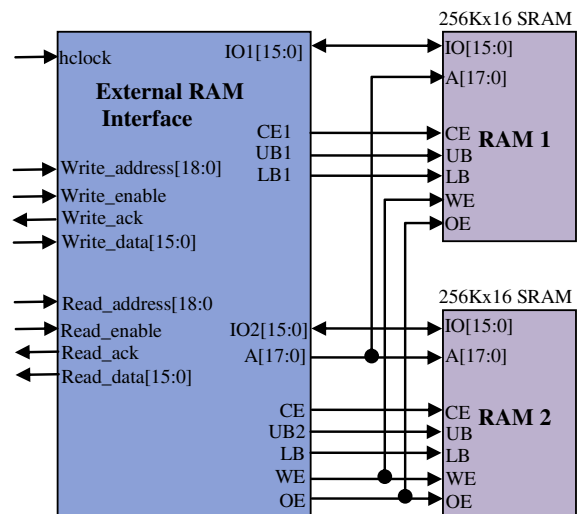 256Kx16 SRAM
hclock
IO1[15:0]
IO[15:0]
A[17:0]
External RAM
Interface
CE1
CE
UB1
UB
RAM 1
LB1
LB
Write_address[18:0]
Write_enable
WE
Write_ack
OE
Write_data[15:0]
256Kx16 SRAM
Read_address[18:0
Read_enable
IO2[15:0]
IO[15:0]
Read_ack
A[17:0]
A[17:0]
Read_data[15:0]
CE
CE
UB2
UB
RAM 2
LB
LB
WE
WE
OE
OE